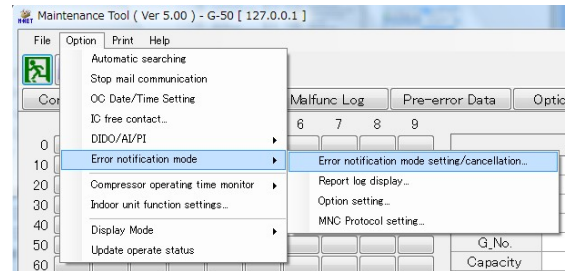 Maintenance Tool ( Ver 5.00 ) - G-50 [ 127.0.0.1 ]
File Option Print Help
Automatic searching
Stop mail communication
OC Date/Time Setting
IC free contact...
DIDO/AI/PI
Error notification mode
Compressor operating time monitor
Indoor unit function settings...
Display Mode
Update operate status
Error notification mode setting/cancellation...
Report log display...
Option setting...
MNC Protocol setting...
Malfunc Log Pre-error Data
6 7 8 9
0
10
20
30
40
50
60
G_No.
Capacity